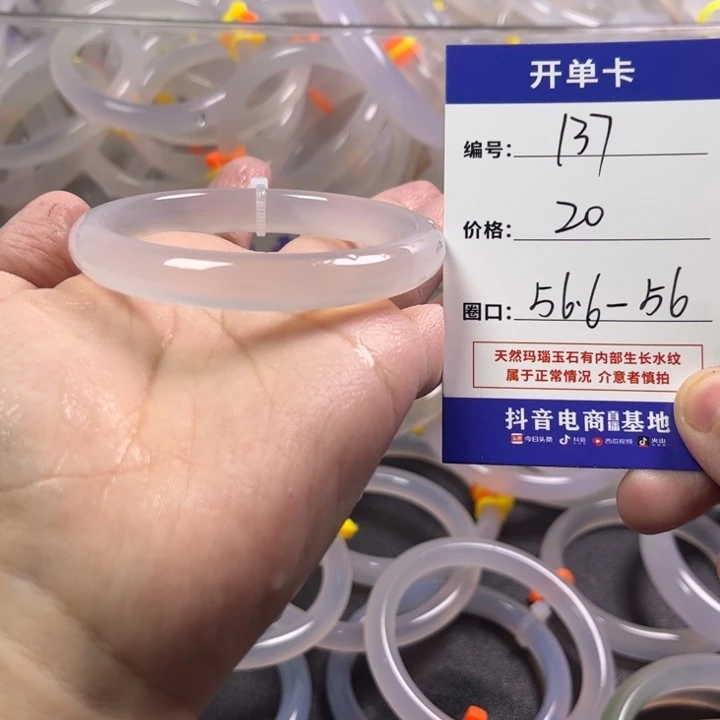 开单卡
编号: 137
价格: 20
圈口: 56.6-56
天然玛瑙玉石有内部生长水纹
属于正常情况 介意者慎拍
抖音电商直播基地
今日头条 抖音 西瓜视频 火山